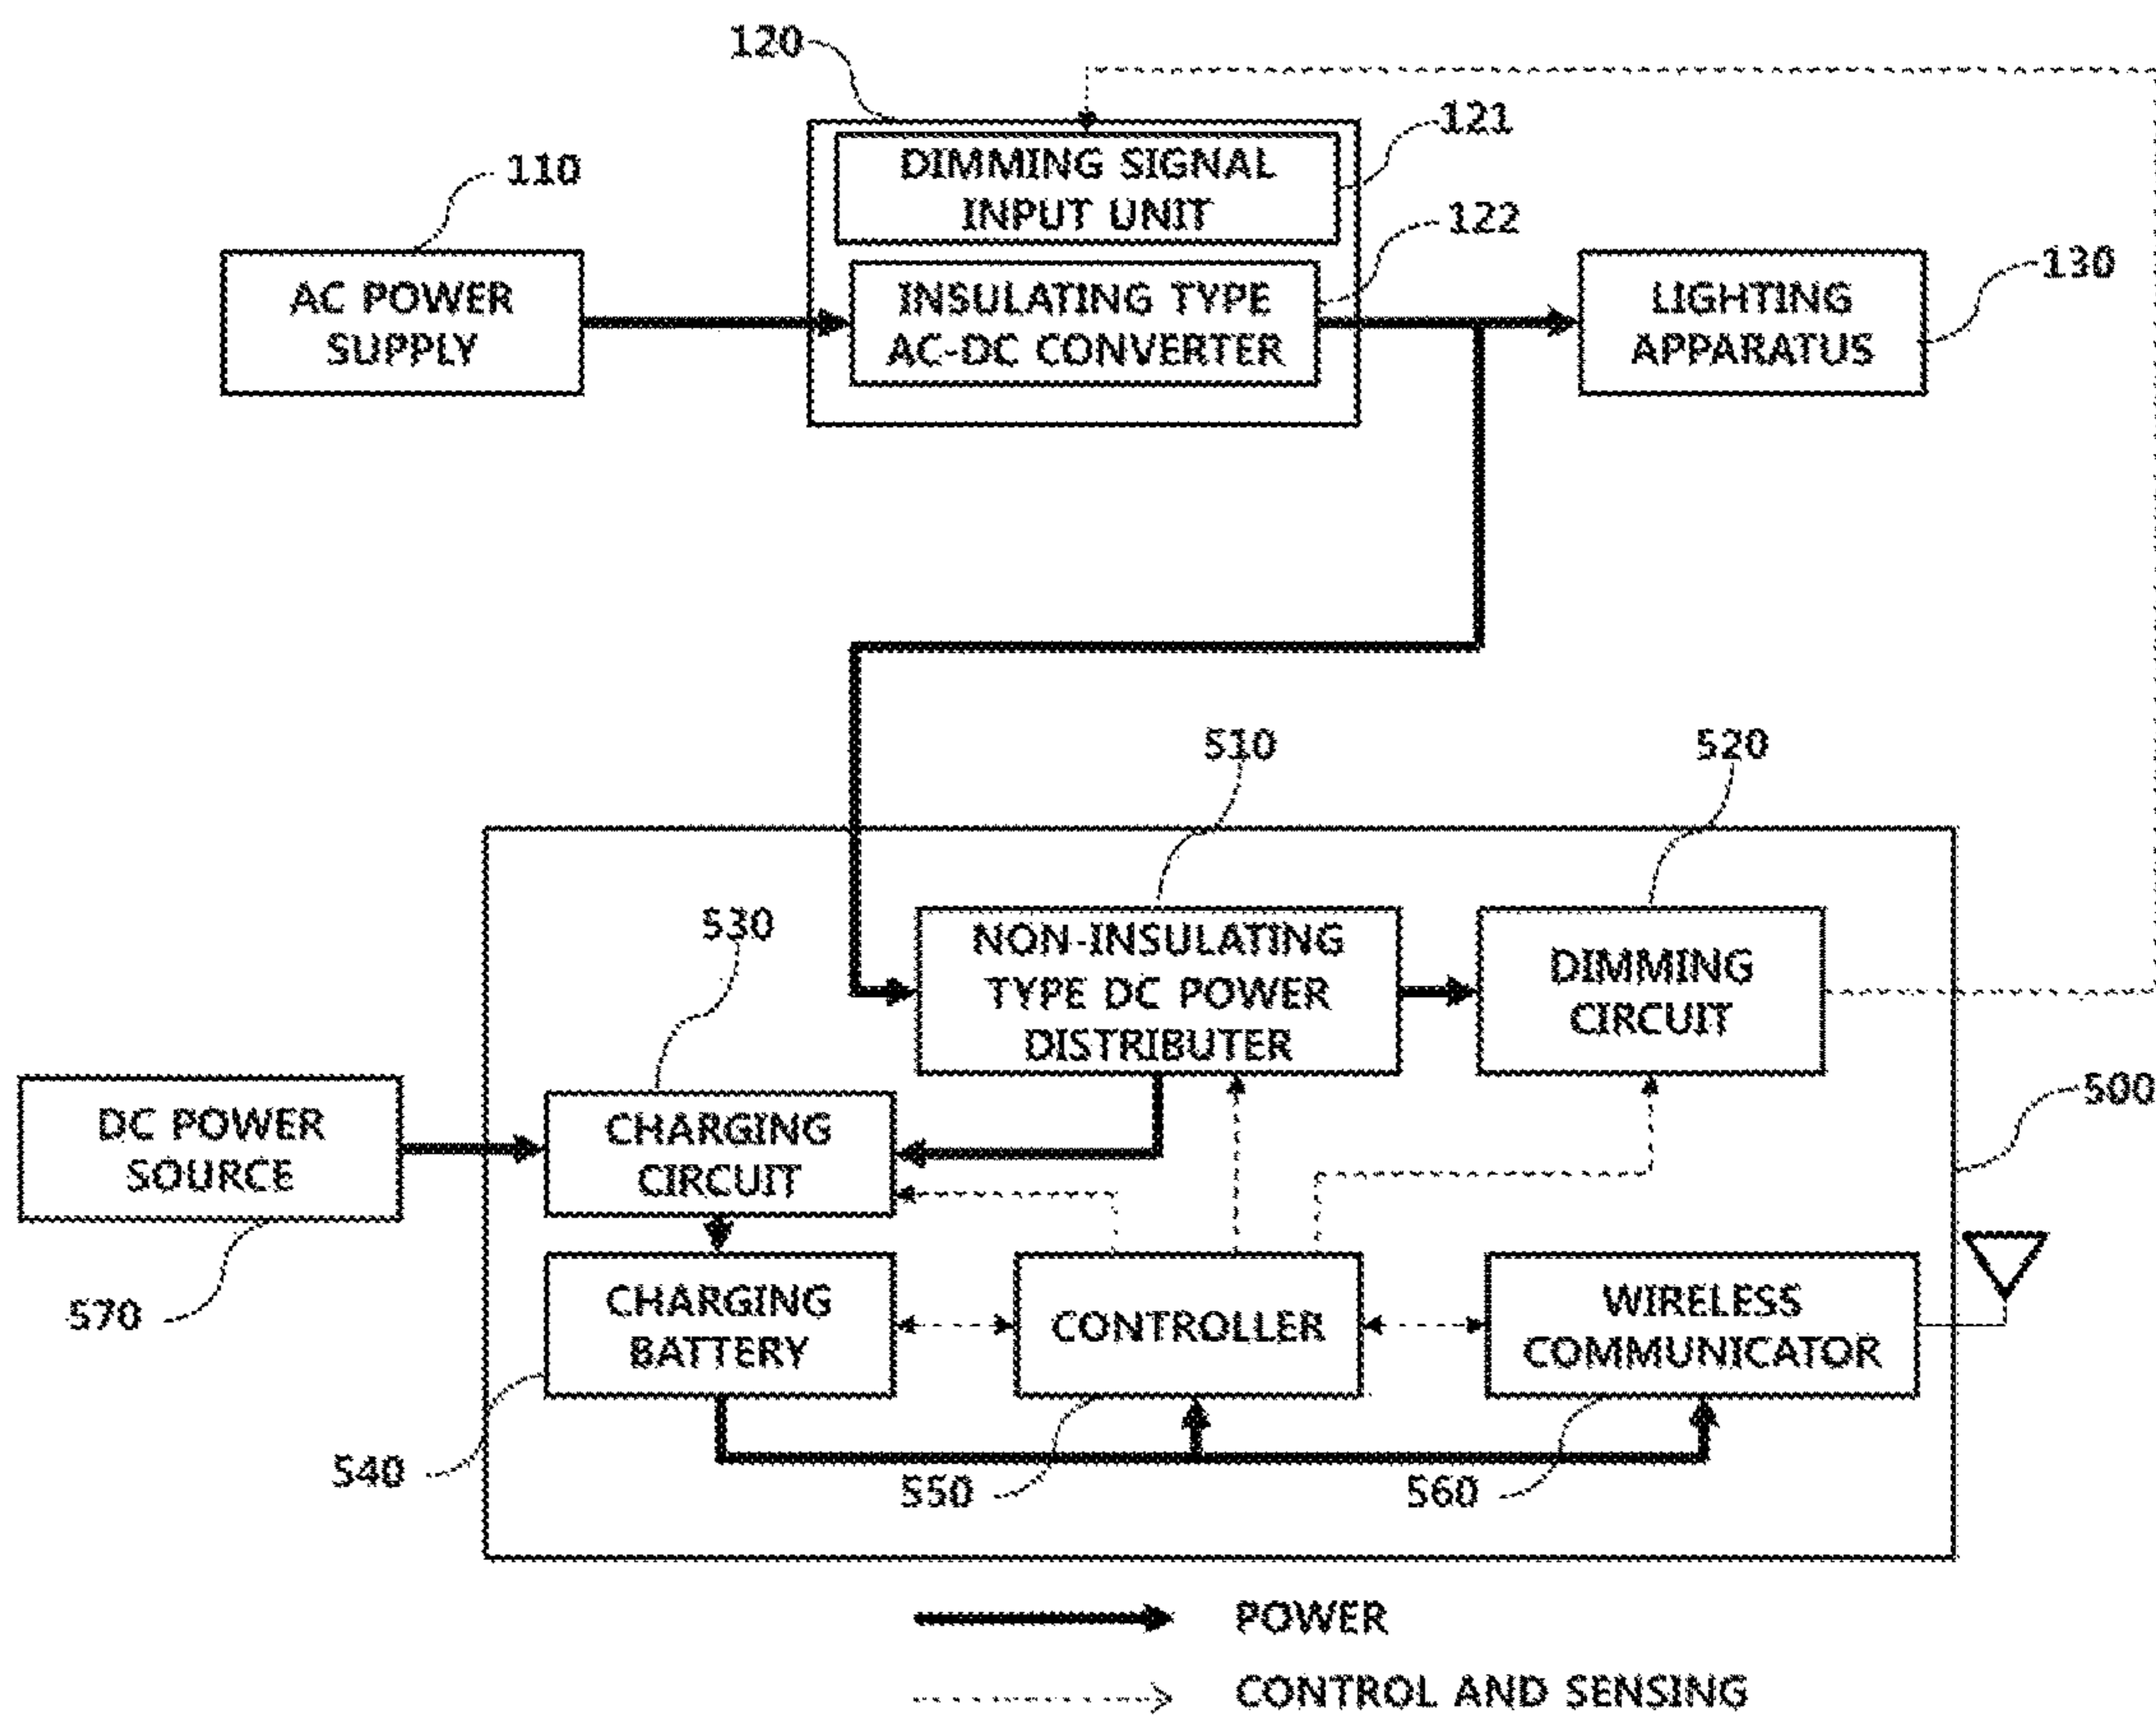 120
121
DIMMING SIGNAL
INPUT UNIT
110
122
AC POWER
SUPPLY
INSULATING TYPE
AC-DC CONVERTER
LIGHTING
APPARATUS
130
510
520
530
NON-INSULATING
TYPE DC POWER
DISTRIBUTER
DIMMING
CIRCUIT
DC POWER
SOURCE
CHARGING
CIRCUIT
500
570
CHARGING
BATTERY
CONTROLLER
WIRELESS
COMMUNICATOR
540
550
560
POWER
CONTROL AND SENSING